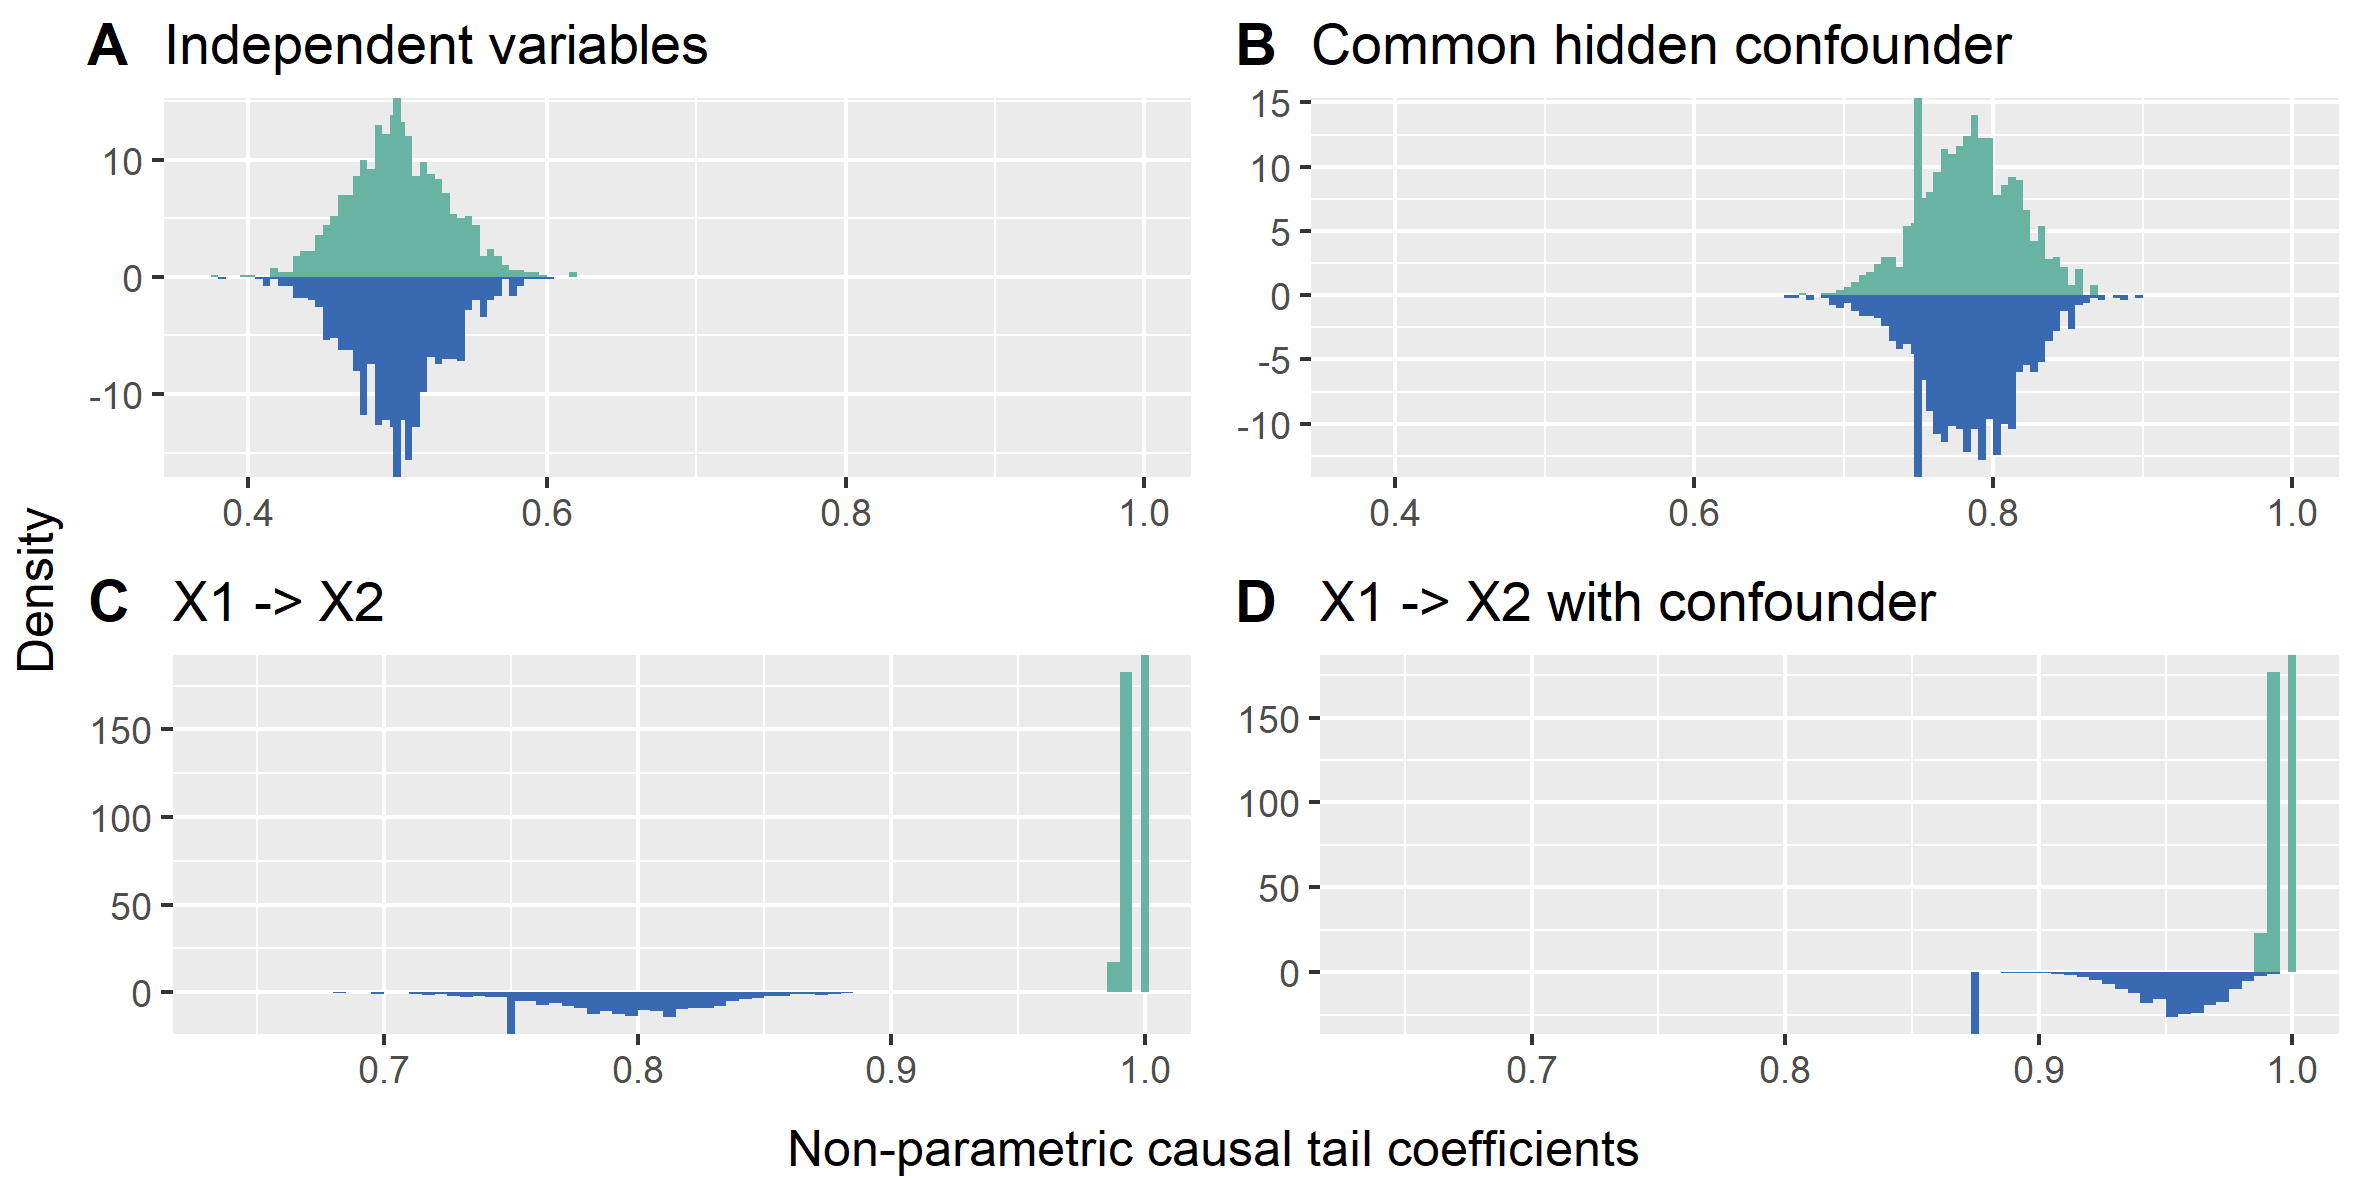 A Independent variables
B Common hidden confounder
10
0
-10
0.4 0.6 0.8 1.0
15
10
5
0
-5
-10
0.4 0.6 0.8 1.0
Density
C X1 -> X2
D X1 -> X2 with confounder
150
100
50
0
0.7 0.8 0.9 1.0
150
100
50
0
0.7 0.8 0.9 1.0
Non-parametric causal tail coefficients